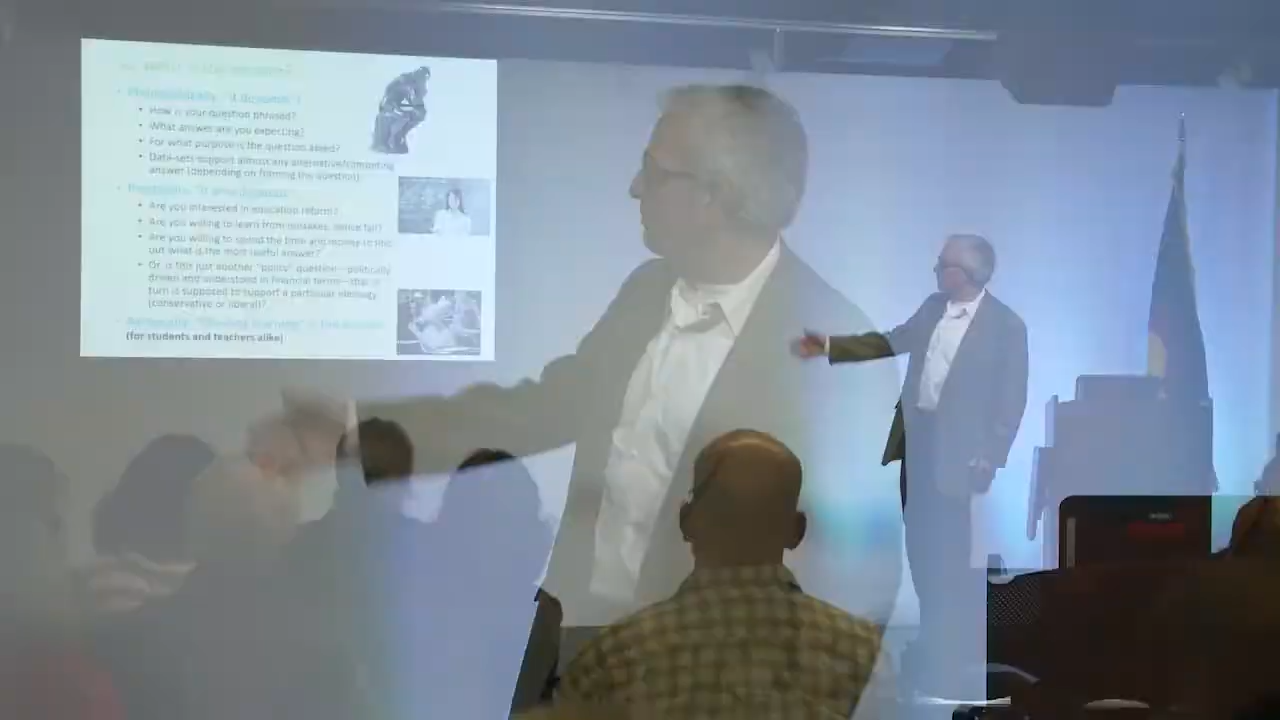 "it depends"
• How is your question phrased?
• What answer are you expecting?
• For what purpose is the question asked?
• Data-sets support almost any alternative/competing
answer (depending on framing the question)
"it also depends"
• Are you interested in education reform?
• Are you willing to learn from mistakes,
• Are you willing to spend the time and money to find
out what is the most useful answer?
• Or is this just another "policy" question—politically
driven and understood in financial terms—that in
turn is supposed to support a particular ideology
(conservative or liberal)?
(for students and teachers alike)